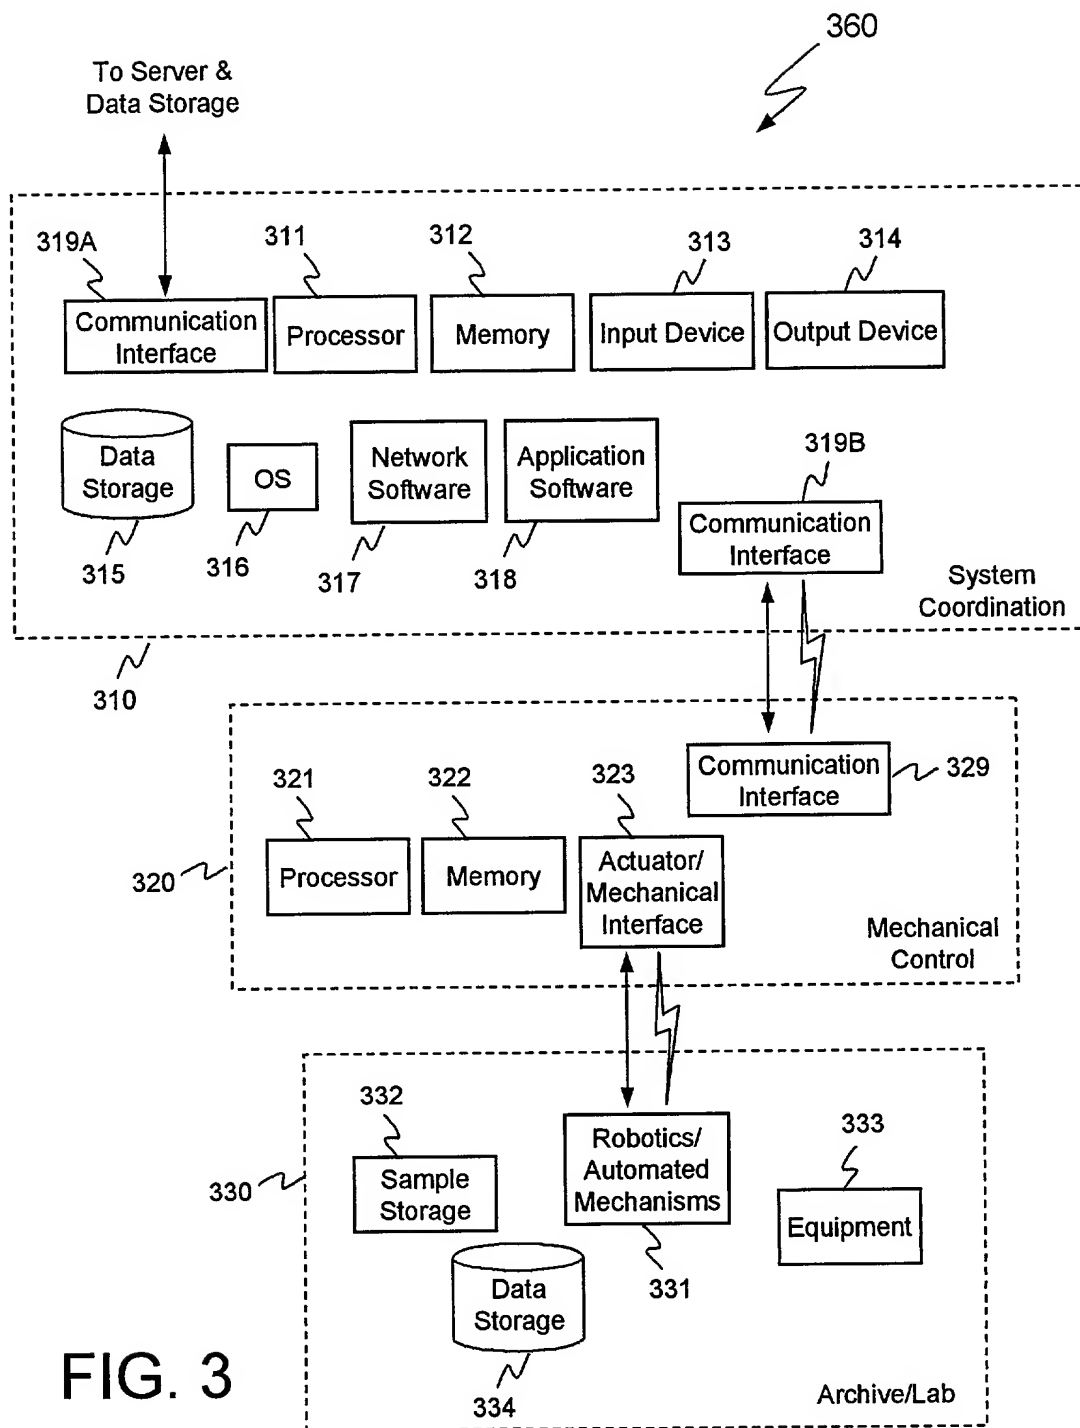 360
To Server &
Data Storage
319A
311
312
313
314
Communication
Interface
Processor
Memory
Input Device
Output Device
Data
Storage
OS
Network
Software
Application
Software
319B
Communication
Interface
315
316
317
318
System
Coordination
310
321
322
323
Communication
Interface
329
320
Processor
Memory
Actuator/
Mechanical
Interface
Mechanical
Control
332
333
330
Sample
Storage
Robotics/
Automated
Mechanisms
Equipment
331
Data
Storage
334
Archive/Lab
FIG. 3